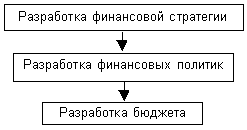 Разработка финансовой стратегии
Разработка финансовых политик
Разработка бюджета